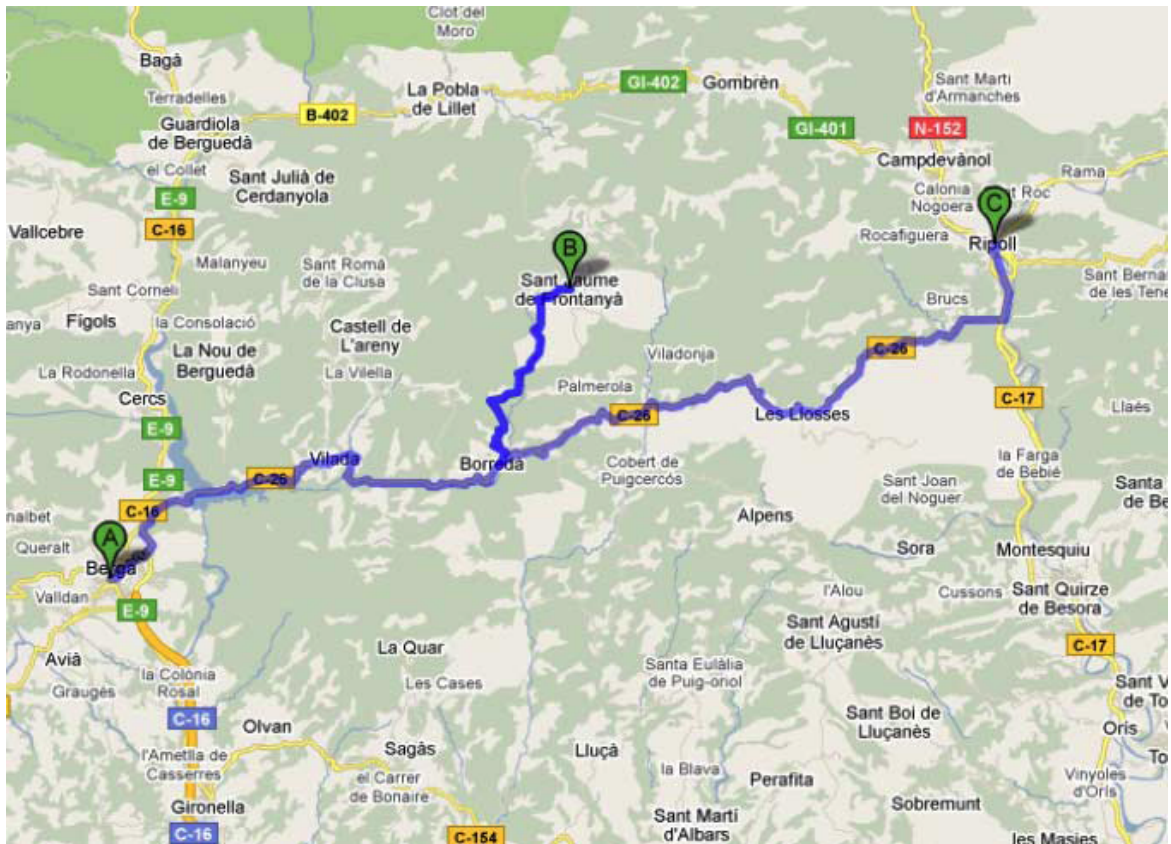 Clot del
Moro
Bagà
GI-402
Gombrèn
Sant Martí
d'Armanches
Terradelles
La Pobla
de Lillet
B-402
Guardiola
de Berguedà
GI-401
N-152
el Collet
Campdevànol
Rama
Sant Julià de
Cerdanyola
E-9
C-16
Calonia
Nogoera
nt Roc
C
Vallcebre
Rocafiguera
Ripoll
B
Malanyeu
Sant Romà
de la Clusa
Sant Jaume
de Frontanyà
Sant Berna
de les Tene
Sant Corneli
anya
Fígols
la Consolació
Brucs
Castell de
L'areny
La Nou de
Berguedà
C-26
La Rodonella
La Vilella
Viladonja
Palmerola
Cercs
C-26
Les Llosses
C-17
Llaés
E-9
Vilada
Borredà
la Farga
de Bebié
E-9
C-26
Cobert de
Puigcercós
Sant Joan
del Noguer
Santa
de Be
C-16
nalbet
Alpens
A
Queralt
Sora
Montesquiu
Berga
Valldan
E-9
l'Alou
Cussons
Sant Quirze
de Besora
Sant Agustí
de Lluçanès
Avià
La Quar
C-17
la Colònia
Rosal
Graugés
Les Cases
Santa Eulàlia
de Puig-oriol
Sant V
de To
C-16
Olvan
Sant Boi de
Lluçanès
Oris
Sagàs
Lluçà
l'Ametlla de
Casserres
el Carrer
de Bonaire
la Blava
Perafita
To
Vinyoles
d'Orís
Gironella
Sobremunt
Sant Martí
d'Albars
C-16
C-154
les Masies